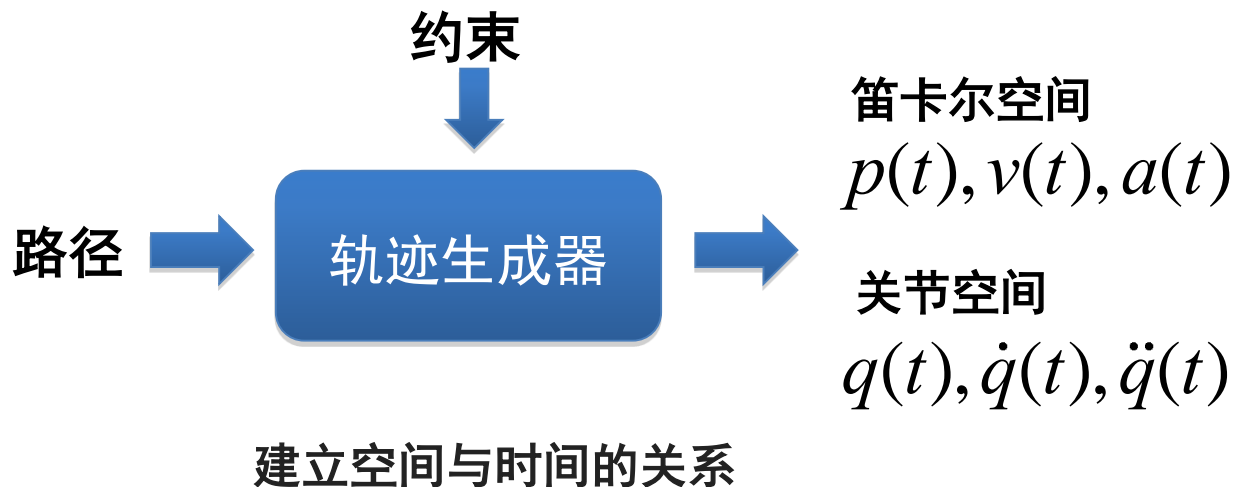 约束
路径
轨迹生成器
笛卡尔空间
p(t), v(t), a(t)
关节空间
q(t), q̇(t), q̈(t)
建立空间与时间的关系